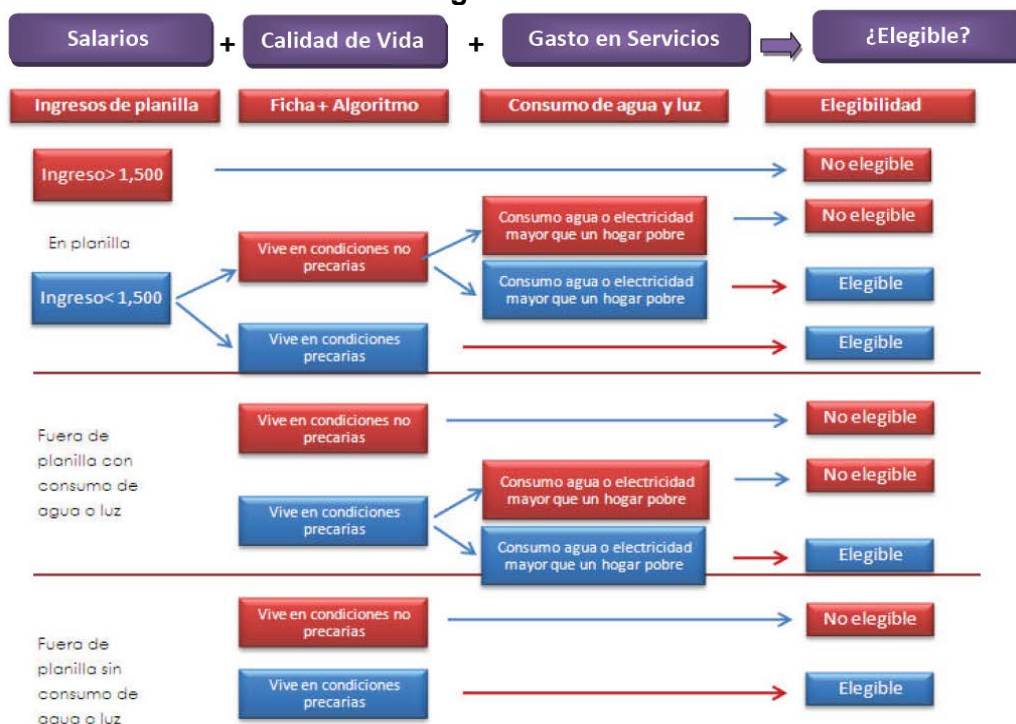 Salarios + Calidad de Vida + Gasto en Servicios ¿Elegible?
Ingresos de planilla Ficha + Algoritmo Consumo de agua y luz Elegibilidad
Ingreso> 1,500
No elegible
En planilla
Vive en condiciones no
precarias
Consumo agua o electricidad
mayor que un hogar pobre
No elegible
Ingreso< 1,500
Consumo agua o electricidad
mayor que un hogar pobre
Elegible
Vive en condiciones
precarias
Elegible
Fuera de
planilla con
consumo de
agua o luz
Vive en condiciones no
precarias
No elegible
Vive en condiciones
precarias
Consumo agua o electricidad
mayor que un hogar pobre
No elegible
Consumo agua o electricidad
mayor que un hogar pobre
Elegible
Fuera de
planilla sin
consumo de
agua o luz
Vive en condiciones no
precarias
No elegible
Vive en condiciones
precarias
Elegible